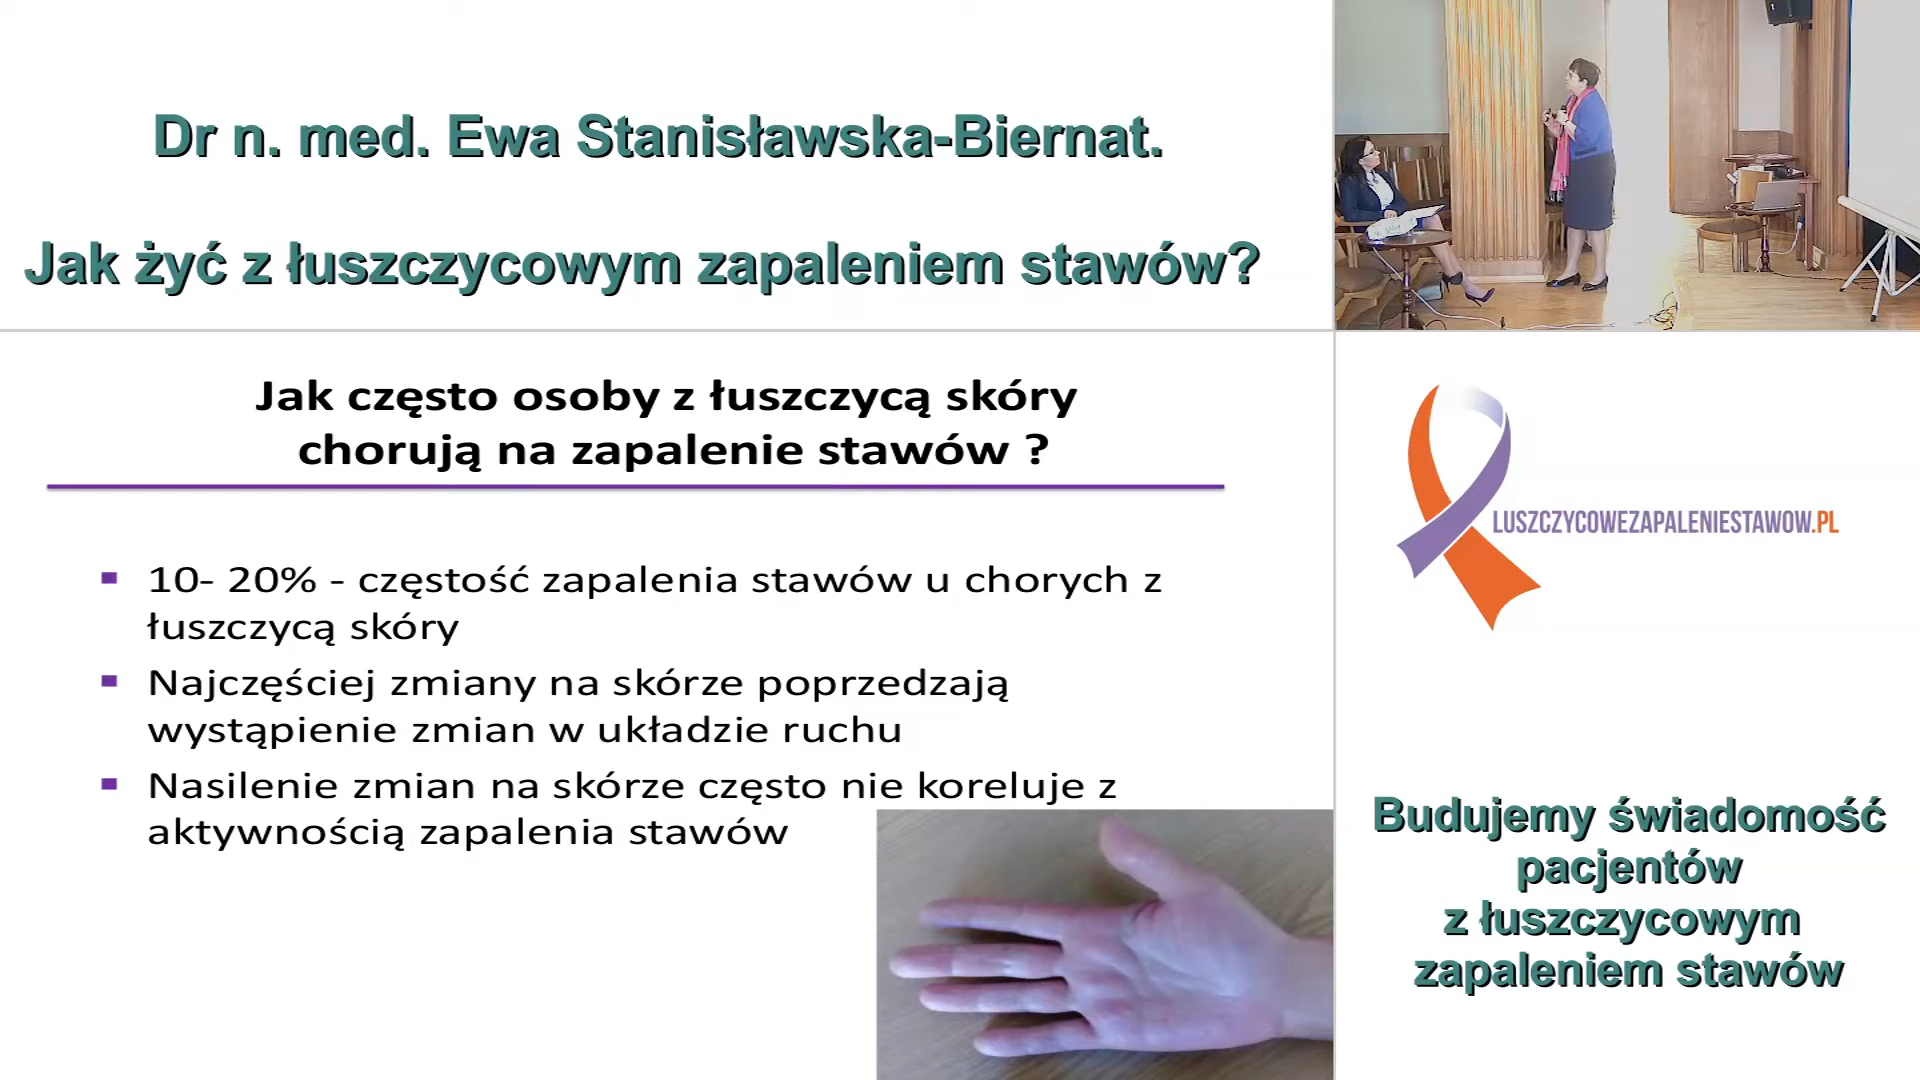 Dr n. med. Ewa Stanisławska-Biernat.
Jak żyć z łuszczycowym zapaleniem stawów?
Jak często osoby z łuszczycą skóry
chorują na zapalenie stawów ?
10- 20% - częstość zapalenia stawów u chorych z
łuszczycą skóry
Najczęściej zmiany na skórze poprzedzają
wystąpienie zmian w układzie ruchu
Nasilenie zmian na skórze często nie koreluje z
aktywnością zapalenia stawów
LUSZCZYCOWEZAPALENIESTAWOW.PL
Budujemy świadomość
pacjentów
z łuszczycowym
zapaleniem stawów